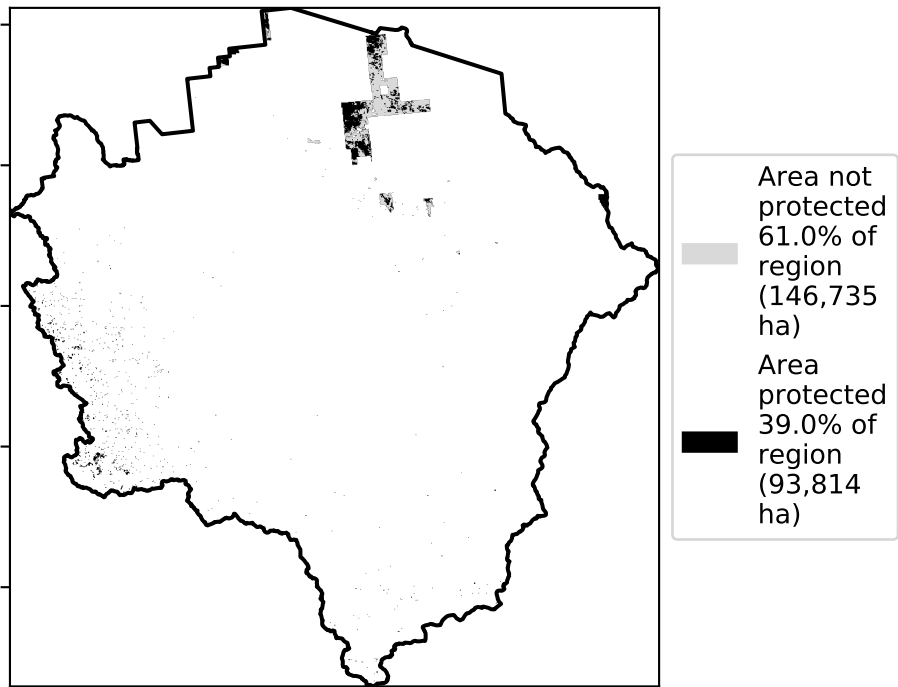 Area not
protected
61.0% of
region
(146,735
ha)
Area
protected
39.0% of
region
(93,814
ha)